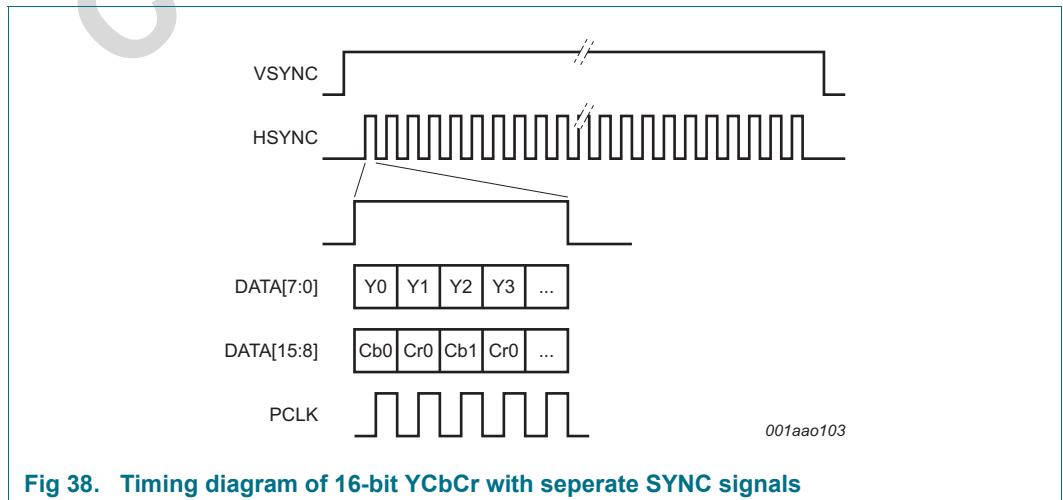 VSYNC
HSYNC
DATA[7:0] Y0 Y1 Y2 Y3 ...
DATA[15:8] Cb0 Cr0 Cb1 Cr0 ...
PCLK
001aao103
Fig 38. Timing diagram of 16-bit YCbCr with seperate SYNC signals